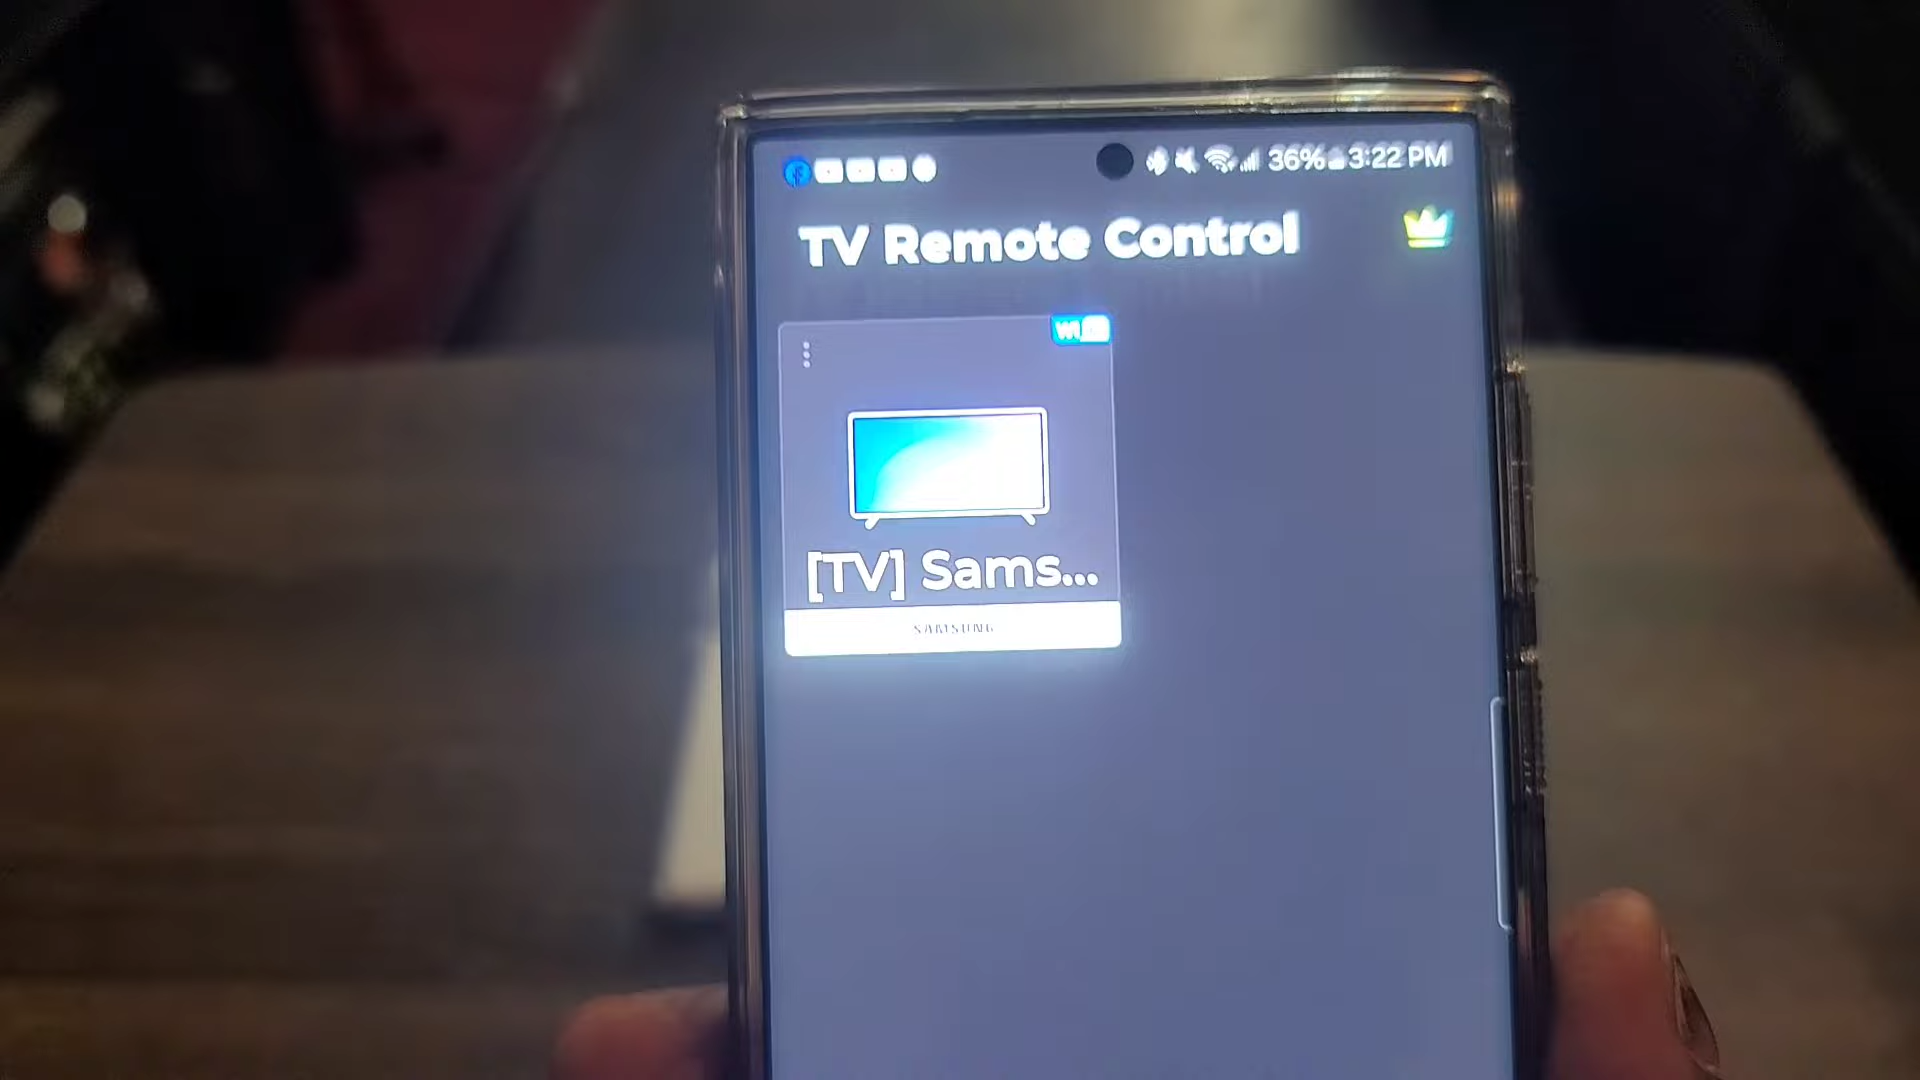 36% 3:22 PM
TV Remote Control
[TV] Sams...
SAMSUNG